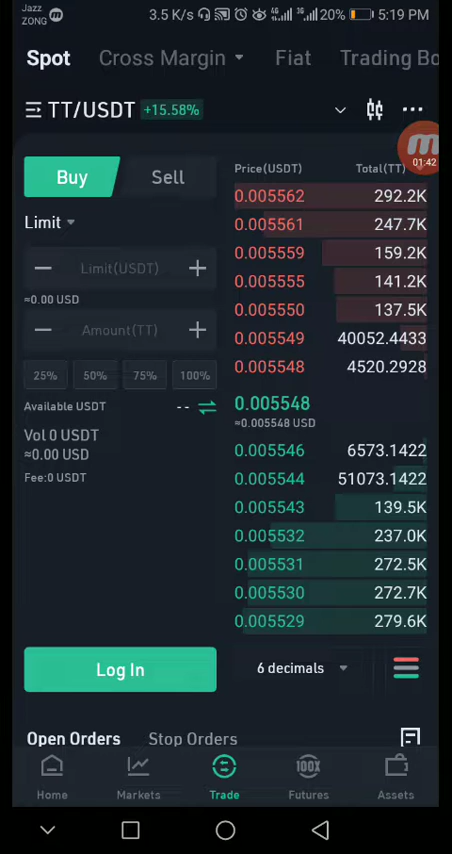 Jazz
ZONG
3.5 K/s 4G 3G 20% 5:19 PM
Spot Cross Margin Fiat Trading Bo
TT/USDT +15.58%
01:42
Buy Sell
Price(USDT) Total(TT)
Limit
0.005562 292.2K
0.005561 247.7K
— Limit(USDT) +
0.005559 159.2K
≈0.00 USD
0.005555 141.2K
0.005550 137.5K
— Amount(TT) +
0.005549 40052.4433
25% 50% 75% 100%
0.005548 4520.2928
Available USDT --
0.005548
≈0.005548 USD
Vol 0 USDT
≈0.00 USD
0.005546 6573.1422
Fee:0 USDT
0.005544 51073.1422
0.005543 139.5K
0.005532 237.0K
0.005531 272.5K
0.005530 272.7K
0.005529 279.6K
Log In
6 decimals
Open Orders Stop Orders
100X
Home Markets Trade Futures Assets